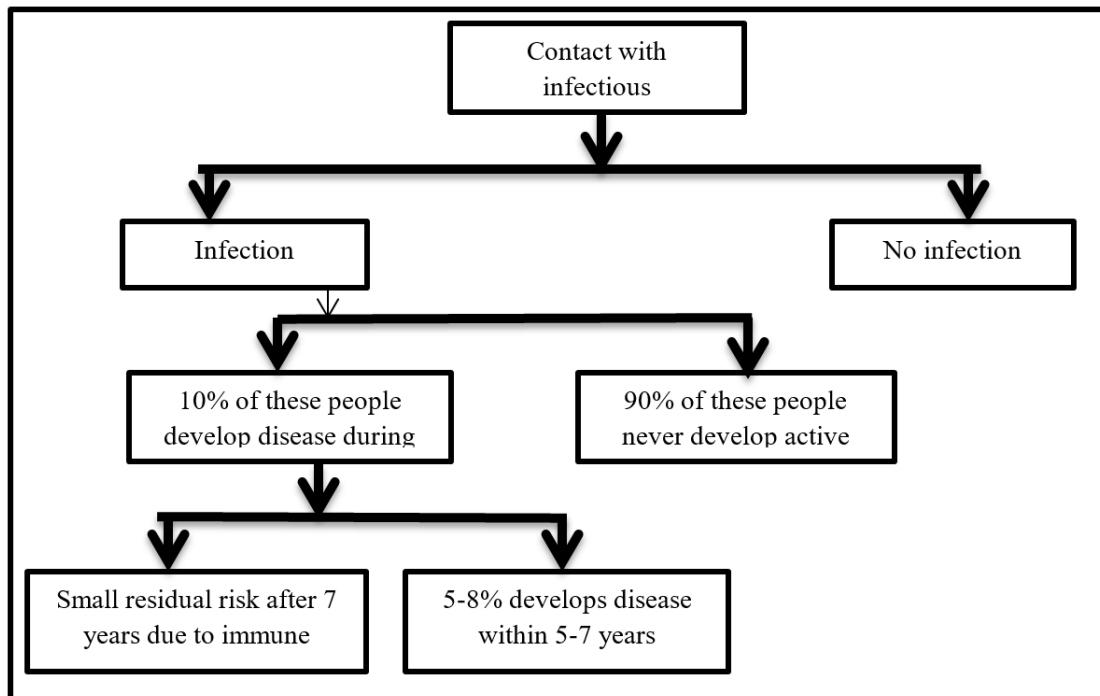 Contact with
infectious
Infection
No infection
10% of these people
develop disease during
90% of these people
never develop active
Small residual risk after 7
years due to immune
5-8% develops disease
within 5-7 years